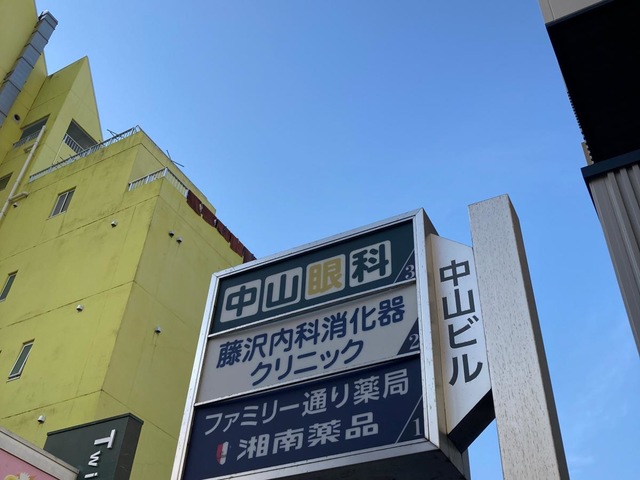 中山眼科 3
藤沢内科消化器
クリニック 2
ファミリー通り薬局
湘南薬品 1
中山ビル
Twi